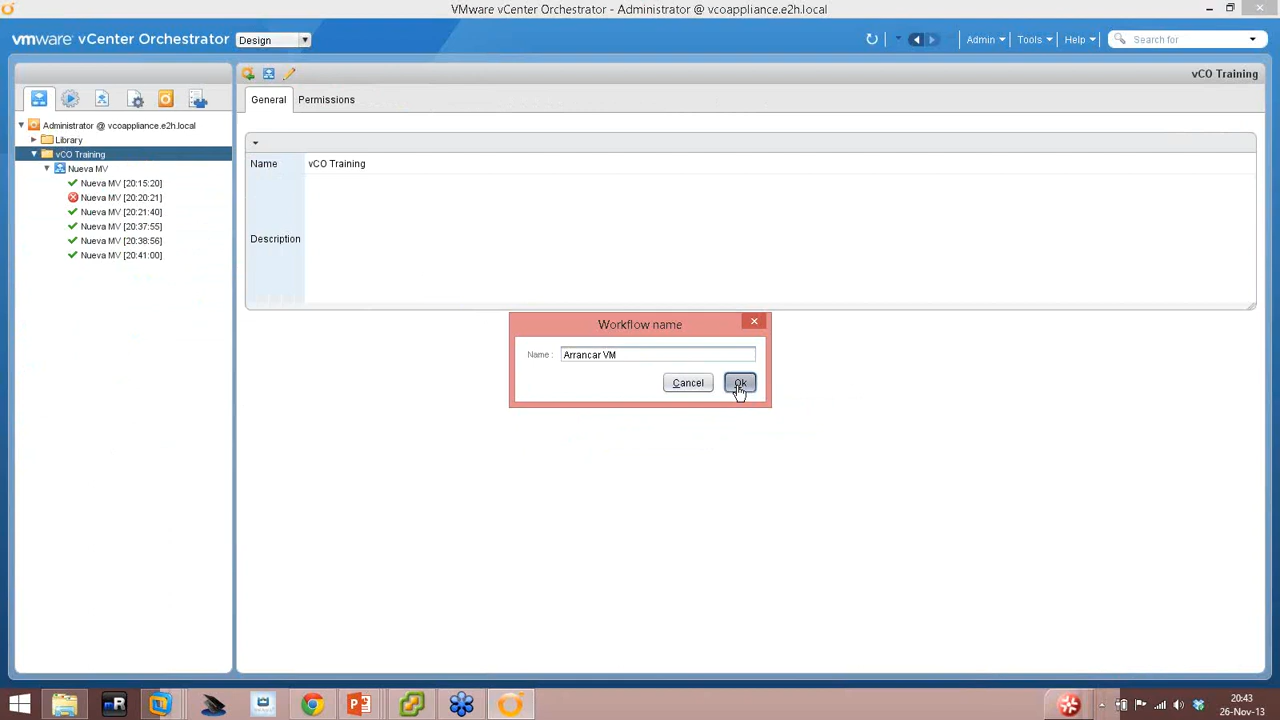 VMware vCenter Orchestrator - Administrator @ vcoappliance.e2h.local
vmware vCenter Orchestrator
Design
Admin
Tools
Help
Search for
vCO Training
General
Permissions
Administrator @ vcoappliance.e2h.local
Library
vCO Training
Nueva MV
Nueva MV [20:15:20]
Nueva MV [20:20:21]
Nueva MV [20:21:40]
Nueva MV [20:37:55]
Nueva MV [20:38:56]
Nueva MV [20:41:00]
Name vCO Training
Description
Workflow name
Name : Arrancar VM
Cancel
Ok
20:43
26-Nov-13